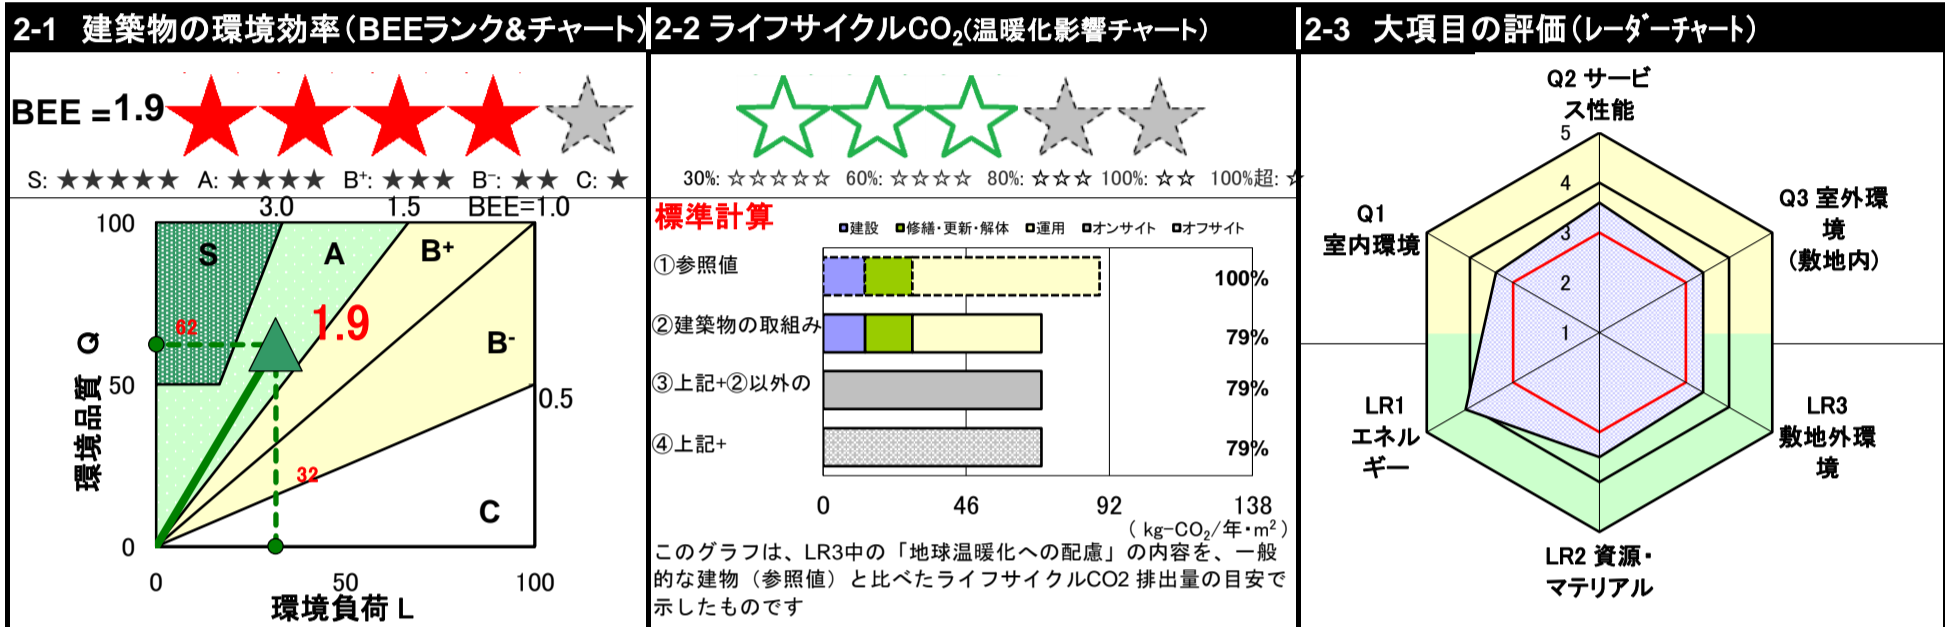 2-1 建築物の環境効率(BEEランク&チャート)
BEE = 1.9
S: ★★★★★ A: ★★★★ B+: ★★★ B-: ★★ C: ★
3.0 1.5 BEE=1.0
100
S A B+
62
1.9
B-
50
0.5
32
C
0
環境品質 Q
0 50 100
環境負荷 L
2-2 ライフサイクルCO2(温暖化影響チャート)
30%: ☆☆☆☆☆ 60%: ☆☆☆☆ 80%: ☆☆☆ 100%: ☆☆ 100%超: ☆
標準計算
建設 修繕・更新・解体 運用 オンサイト オフサイト
①参照値 100%
②建築物の取組み 79%
③上記+②以外の 79%
④上記+ 79%
0 46 92 138
( kg-CO2/年・m2 )
このグラフは、LR3中の「地球温暖化への配慮」の内容を、一般
的な建物(参照値)と比べたライフサイクルCO2 排出量の目安で
示したものです
2-3 大項目の評価(レーダーチャート)
Q2 サービ
ス性能
5
4
3
2
1
Q1
室内環境
Q3 室外環
境
(敷地内)
LR1
エネル
ギー
LR3
敷地外環
境
LR2 資源・
マテリアル